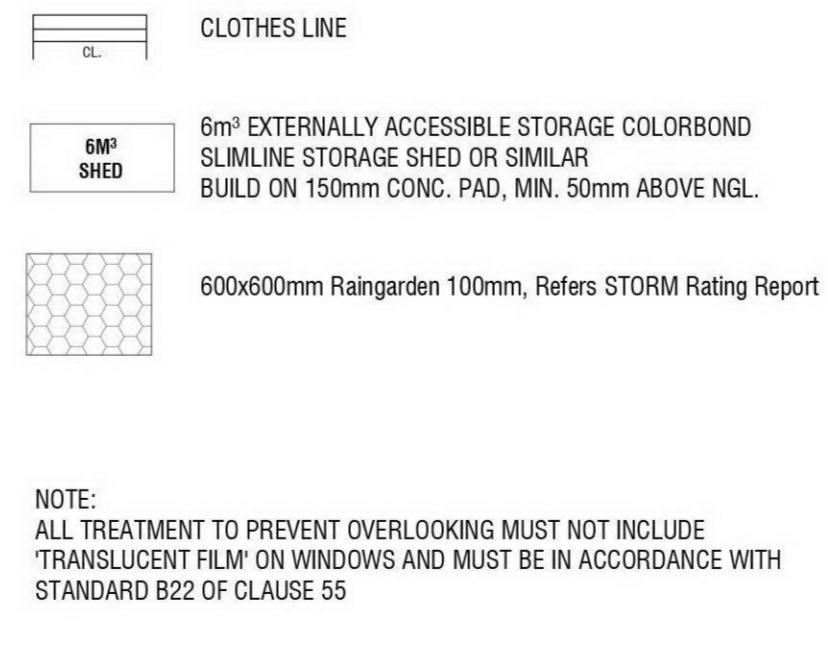 CL.
CLOTHES LINE
6M³
SHED
6m³ EXTERNALLY ACCESSIBLE STORAGE COLORBOND
SLIMLINE STORAGE SHED OR SIMILAR
BUILD ON 150mm CONC. PAD, MIN. 50mm ABOVE NGL.
600x600mm Raingarden 100mm, Refers STORM Rating Report
NOTE:
ALL TREATMENT TO PREVENT OVERLOOKING MUST NOT INCLUDE
'TRANSLUCENT FILM' ON WINDOWS AND MUST BE IN ACCORDANCE WITH
STANDARD B22 OF CLAUSE 55